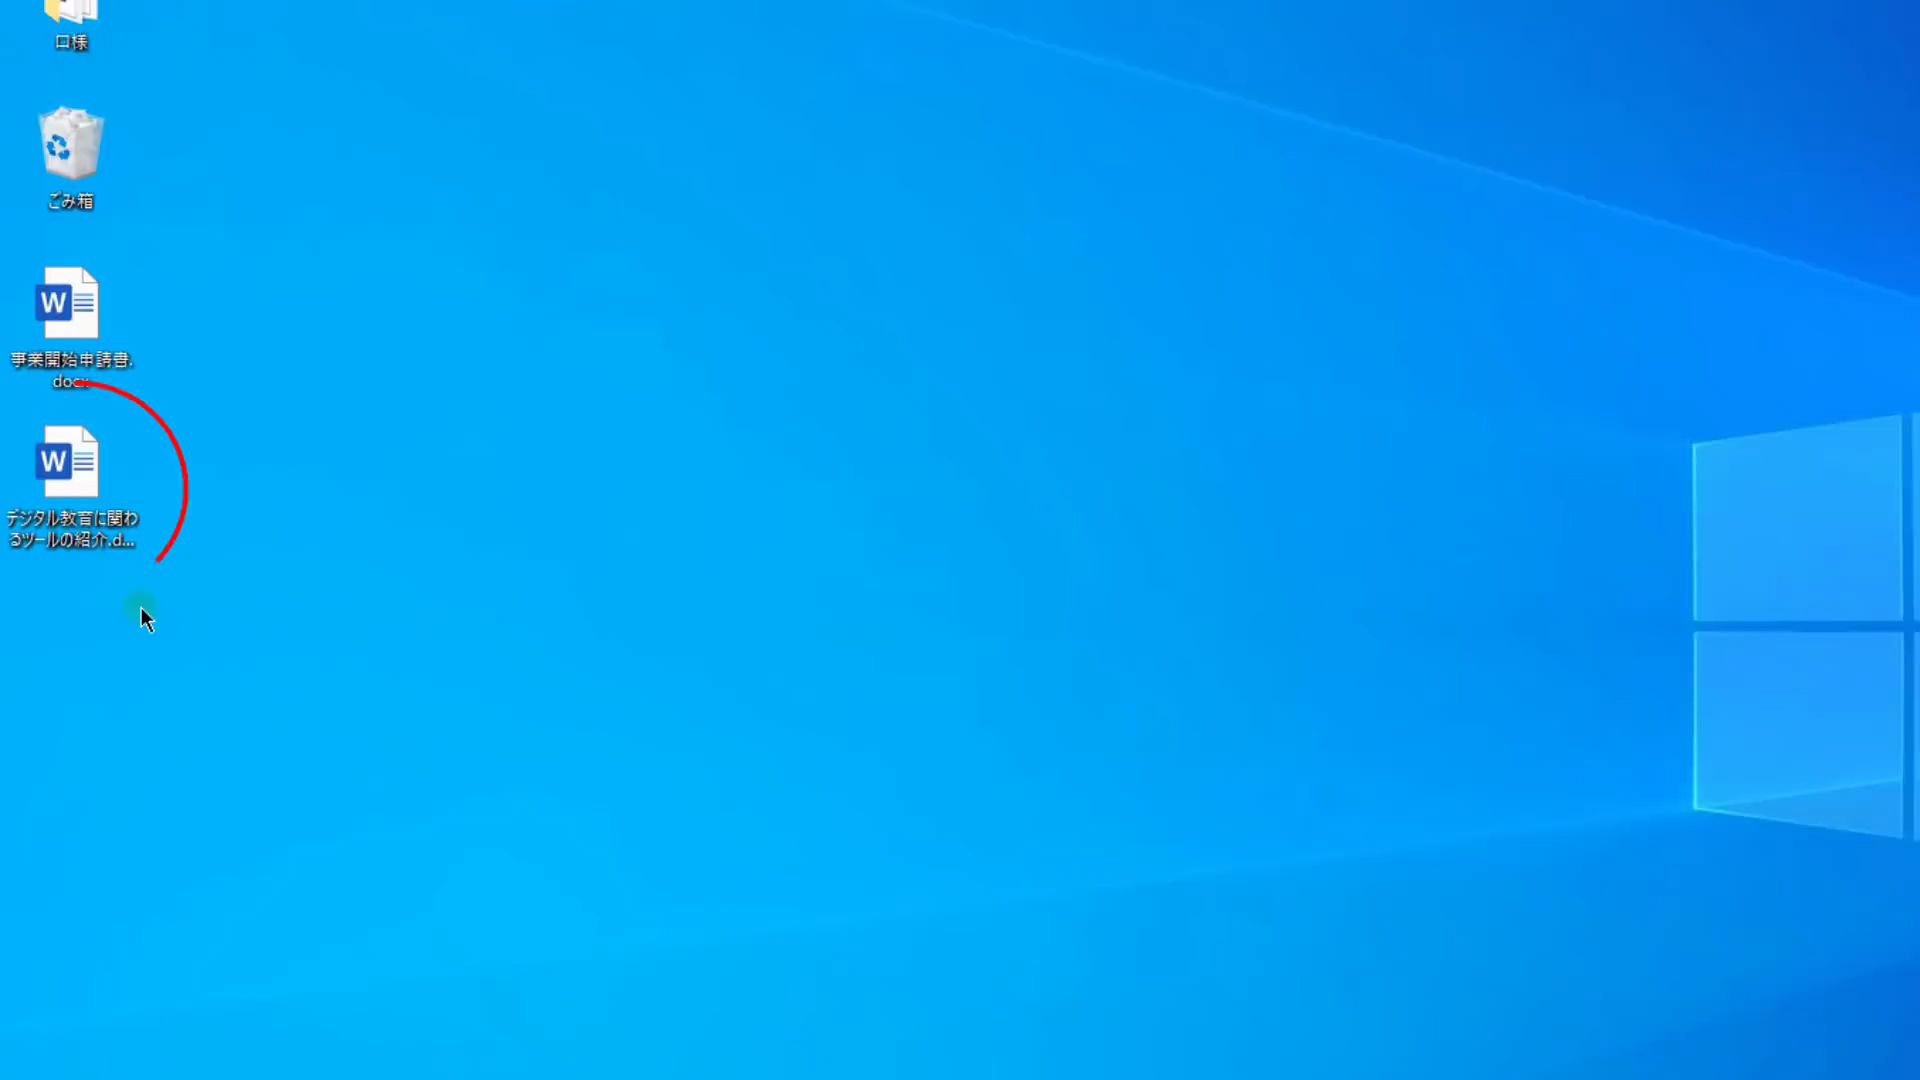 口様
ごみ箱
W
事業開始申請書.
docx
W
デジタル教育に関わ
るツールの紹介.d...